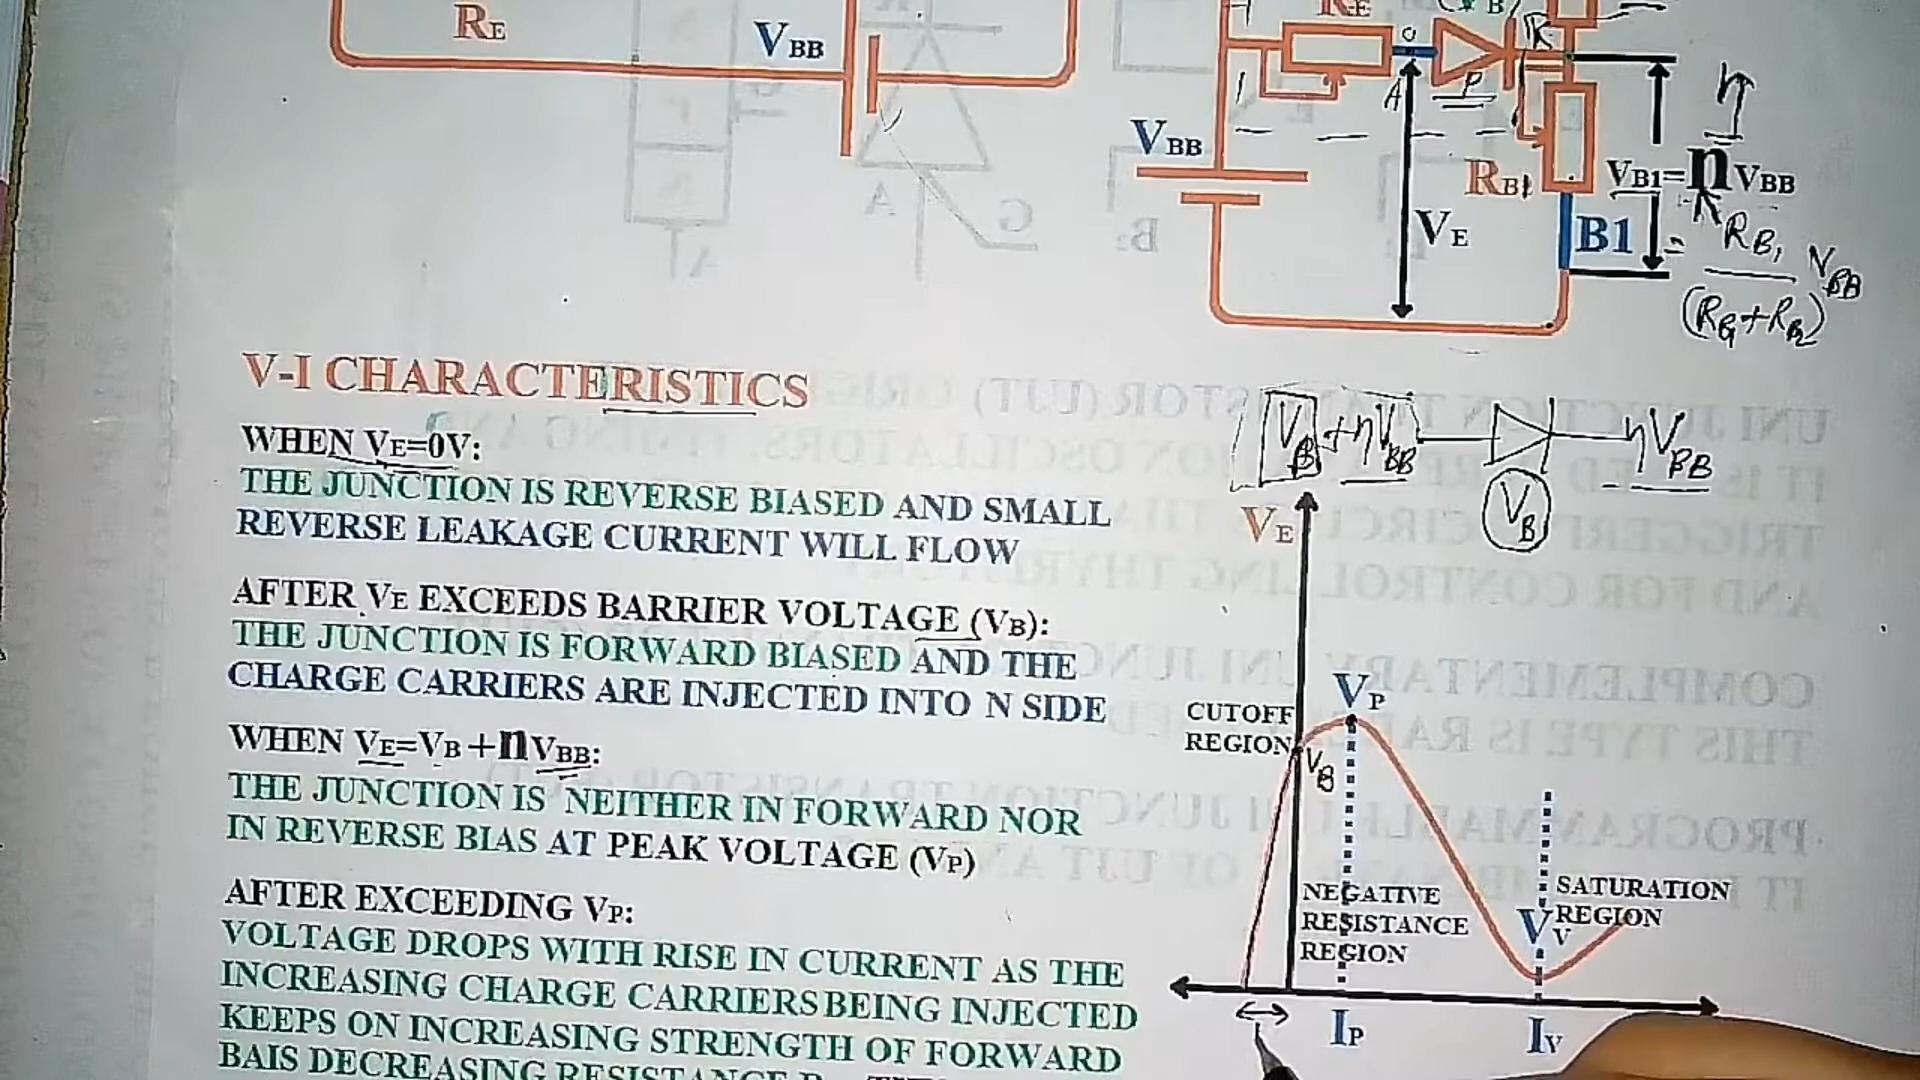 RE
VBB
RE
A
P
K
η
VBB
RB1
VB1=ηVBB
VE
B1
= RB1 VBB
(RB1+RB2)
V-I CHARACTERISTICS
WHEN VE=0V:
THE JUNCTION IS REVERSE BIASED AND SMALL
REVERSE LEAKAGE CURRENT WILL FLOW
AFTER VE EXCEEDS BARRIER VOLTAGE (VB):
THE JUNCTION IS FORWARD BIASED AND THE
CHARGE CARRIERS ARE INJECTED INTO N SIDE
WHEN VE=VB+ηVBB:
THE JUNCTION IS NEITHER IN FORWARD NOR
IN REVERSE BIAS AT PEAK VOLTAGE (VP)
AFTER EXCEEDING VP:
VOLTAGE DROPS WITH RISE IN CURRENT AS THE
INCREASING CHARGE CARRIERS BEING INJECTED
KEEPS ON INCREASING STRENGTH OF FORWARD
BAIS DECREASING RESISTANCE
VB+ηVBB
ηVBB
VB
VE
VP
CUTOFF
REGION
VB
NEGATIVE
RESISTANCE
REGION
SATURATION
REGION
VV
IP
IV